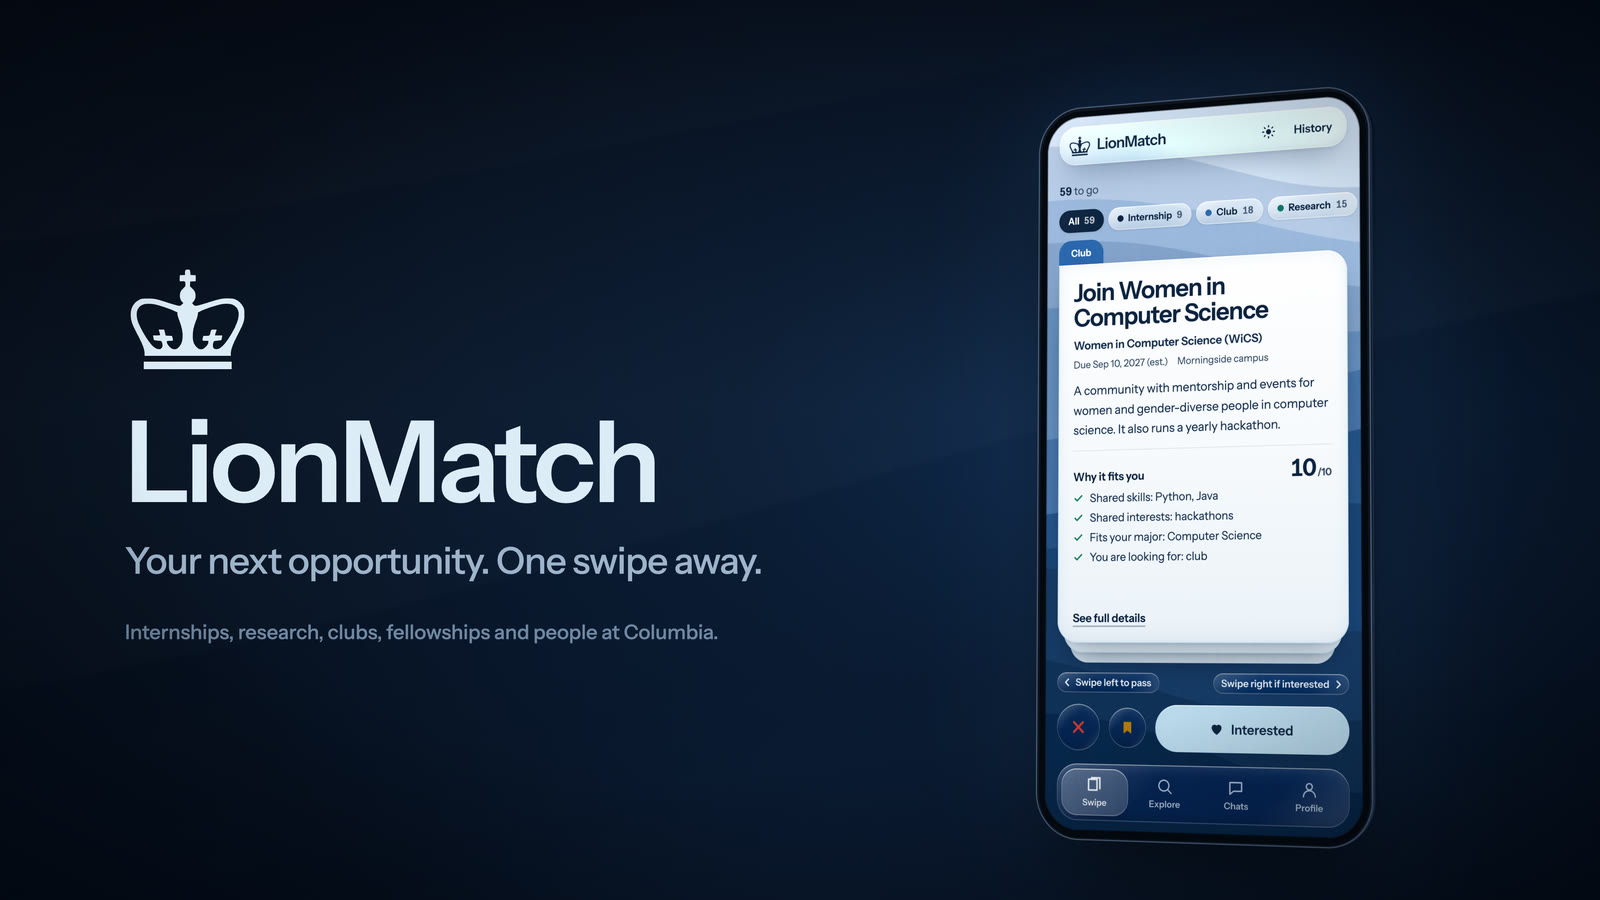 LionMatch
Your next opportunity. One swipe away.
Internships, research, clubs, fellowships and people at Columbia.
LionMatch
History
59 to go
All 59
Internship 9
Club 18
Research 15
Club
Join Women in
Computer Science
Women in Computer Science (WiCS)
Due Sep 10, 2027 (est.) Morningside campus
A community with mentorship and events for
women and gender-diverse people in computer
science. It also runs a yearly hackathon.
Why it fits you
10/10
Shared skills: Python, Java
Shared interests: hackathons
Fits your major: Computer Science
You are looking for: club
See full details
Swipe left to pass
Swipe right if interested
Interested
Swipe
Explore
Chats
Profile